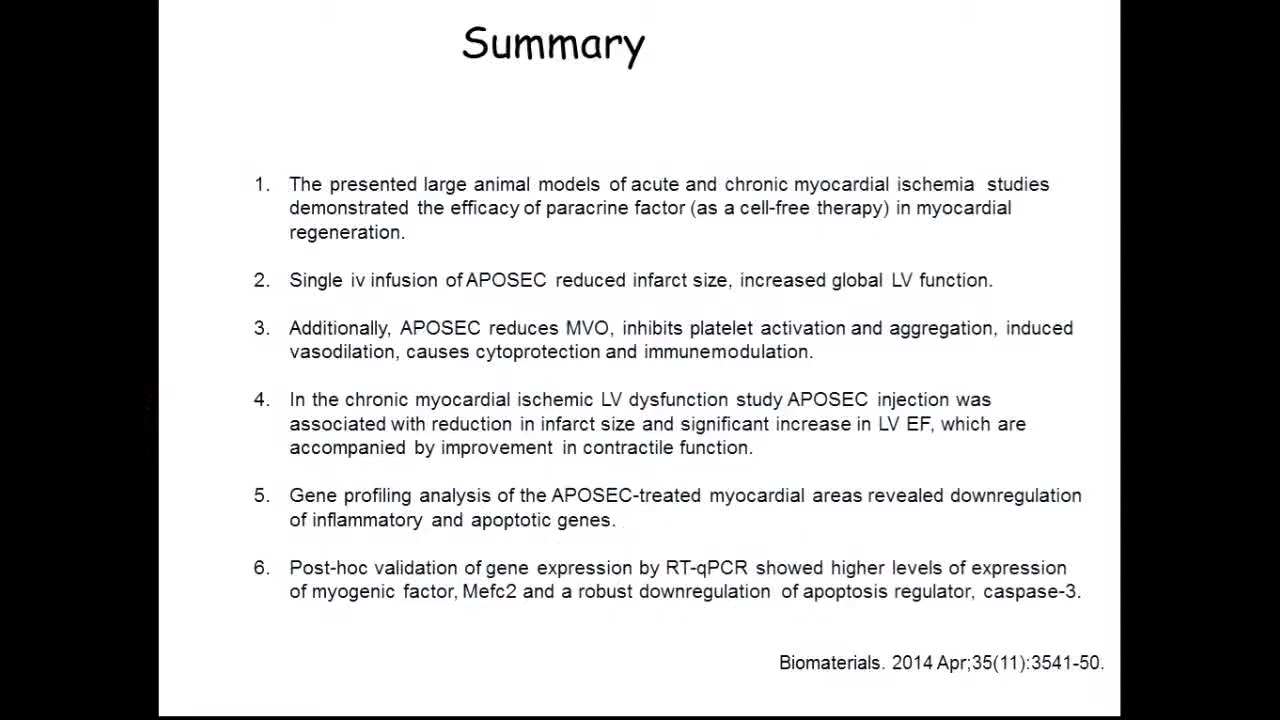 Summary
1. The presented large animal models of acute and chronic myocardial ischemia studies
demonstrated the efficacy of paracrine factor (as a cell-free therapy) in myocardial
regeneration.
2. Single iv infusion of APOSEC reduced infarct size, increased global LV function.
3. Additionally, APOSEC reduces MVO, inhibits platelet activation and aggregation, induced
vasodilation, causes cytoprotection and immunemodulation.
4. In the chronic myocardial ischemic LV dysfunction study APOSEC injection was
associated with reduction in infarct size and significant increase in LV EF, which are
accompanied by improvement in contractile function.
5. Gene profiling analysis of the APOSEC-treated myocardial areas revealed downregulation
of inflammatory and apoptotic genes.
6. Post-hoc validation of gene expression by RT-qPCR showed higher levels of expression
of myogenic factor, Mefc2 and a robust downregulation of apoptosis regulator, caspase-3.
Biomaterials. 2014 Apr;35(11):3541-50.